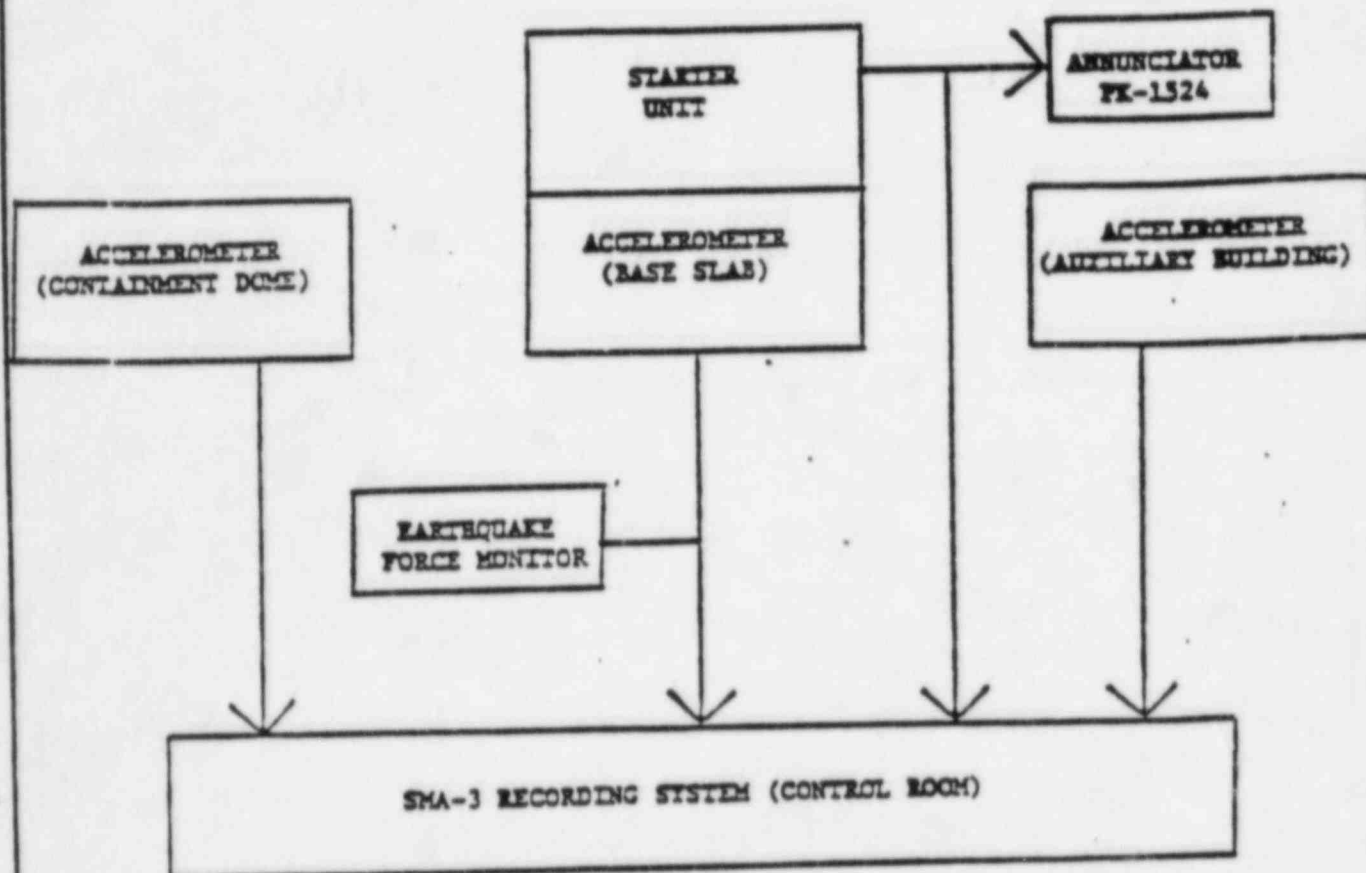 STARTER
UNIT
ANNUNCIATOR
PK-1524
ACCELEROMETER
(CONTAINMENT DOME)
ACCELEROMETER
(BASE SLAB)
ACCELEROMETER
(AUXILIARY BUILDING)
EARTHQUAKE
FORCE MONITOR
SMA-3 RECORDING SYSTEM (CONTROL ROOM)